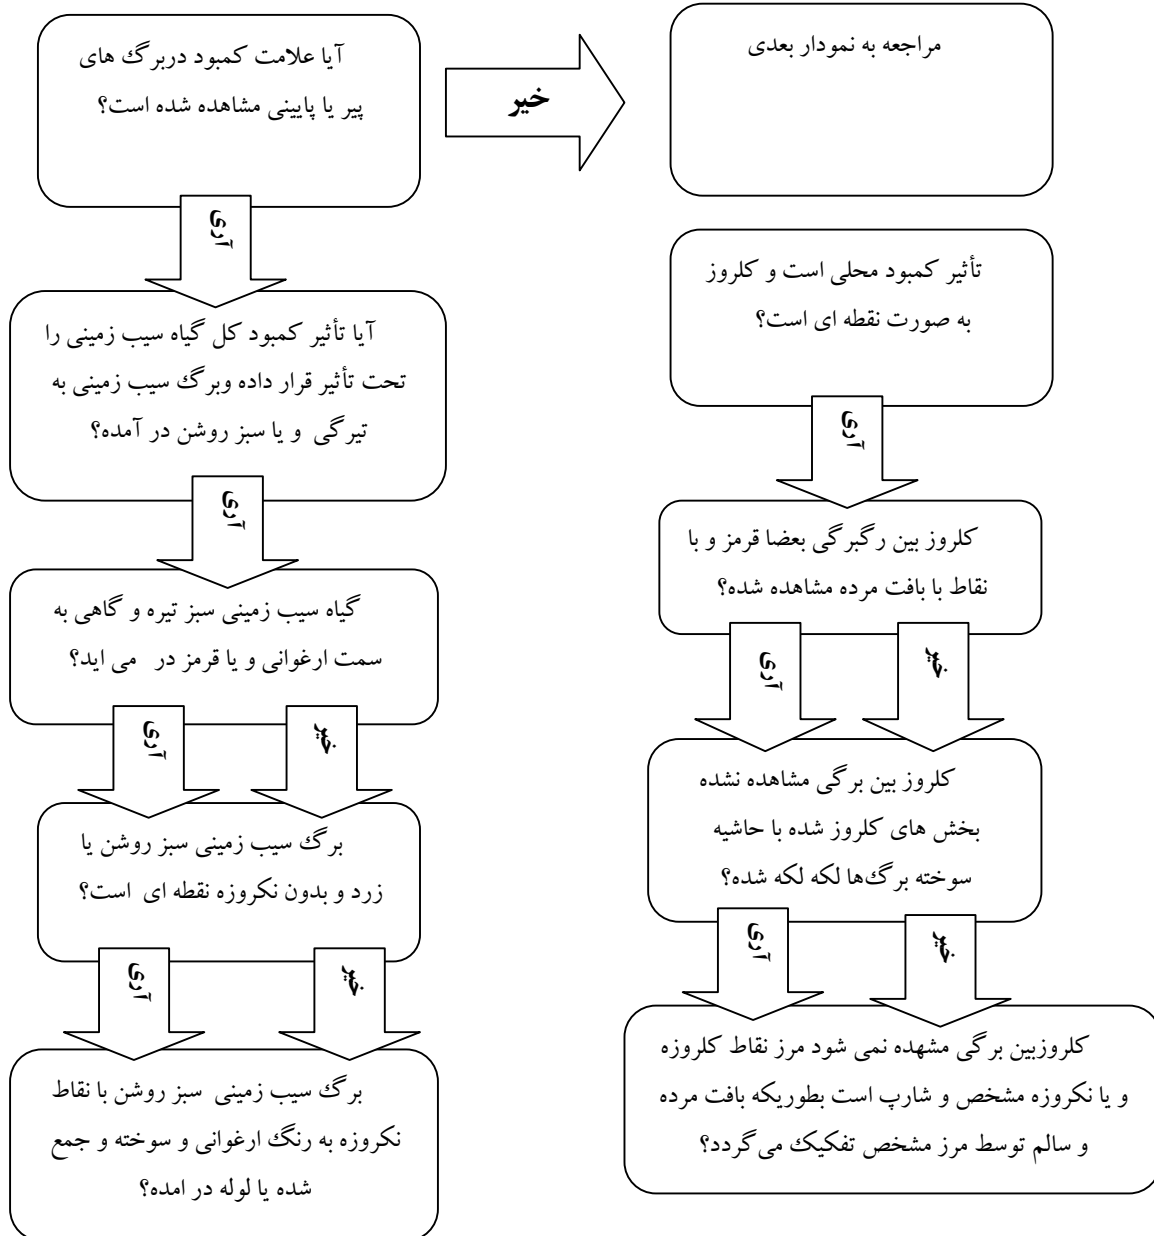 آیا علامت کمبود دربرگ های
پیر یا پایینی مشاهده شده است؟
خیر
مراجعه به نمودار بعدی
آری
آیا تأثیر کمبود کل گیاه سیب زمینی را
تحت تأثیر قرار داده وبرگ سیب زمینی به
تیرگی و یا سبز روشن در آمده؟
آری
گیاه سیب زمینی سبز تیره و گاهی به
سمت ارغوانی و یا قرمز در می اید؟
آری
خیر
برگ سیب زمینی سبز روشن یا
زرد و بدون نکروزه نقطه ای است؟
آری
خیر
برگ سیب زمینی سبز روشن با نقاط
نکروزه به رنگ ارغوانی و سوخته و جمع
شده یا لوله در امده؟
تأثیر کمبود محلی است و کلروز
به صورت نقطه ای است؟
آری
کلروز بین رگبرگی بعضا قرمز و با
نقاط با بافت مرده مشاهده شده؟
آری
خیر
کلروز بین برگی مشاهده نشده
بخش های کلروز شده با حاشیه
سوخته برگ‌ها لکه لکه شده؟
آری
خیر
کلروزبین برگی مشهده نمی شود مرز نقاط کلروزه
و یا نکروزه مشخص و شارپ است بطوریکه بافت مرده
و سالم توسط مرز مشخص تفکیک می‌گردد؟